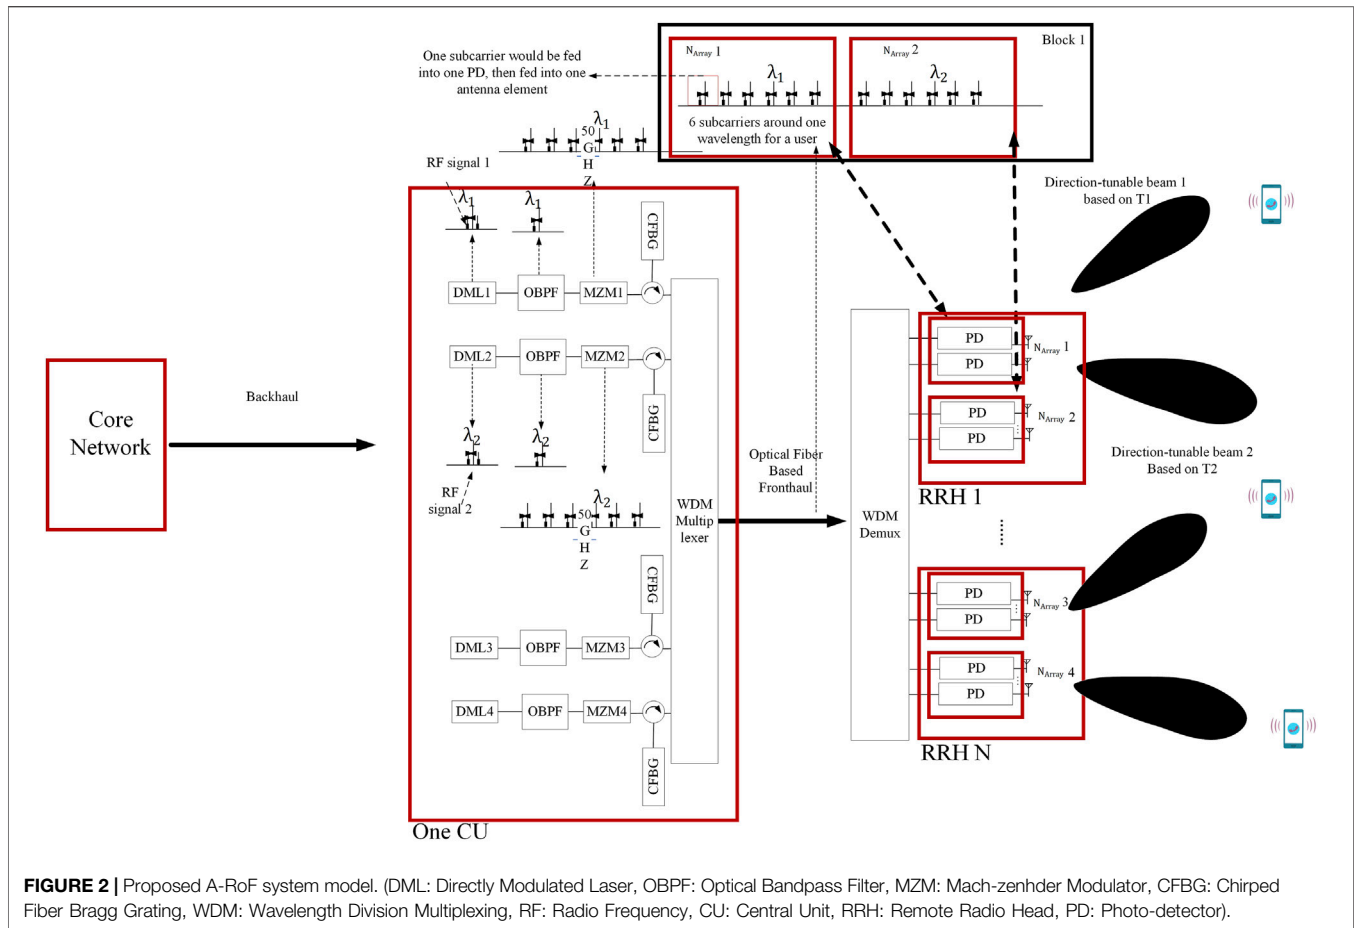 Block 1
N_Array 1
N_Array 2
One subcarrier would be fed
into one PD, then fed into one
antenna element
λ1
λ2
6 subcarriers around one
wavelength for a user
λ1
50
G
H
Z
RF signal 1
λ1
λ1
CFBG
DML1
OBPF
MZM1
DML2
OBPF
MZM2
CFBG
λ2
λ2
RF
signal 2
λ2
50
G
H
Z
CFBG
DML3
OBPF
MZM3
DML4
OBPF
MZM4
CFBG
WDM
Multip
lexer
One CU
Core
Network
Backhaul
Optical Fiber
Based
Fronthaul
WDM
Demux
PD
PD
N_Array 1
PD
PD
N_Array 2
RRH 1
PD
PD
N_Array 3
PD
PD
N_Array 4
RRH N
Direction-tunable beam 1
based on T1
Direction-tunable beam 2
Based on T2
FIGURE 2 | Proposed A-RoF system model. (DML: Directly Modulated Laser, OBPF: Optical Bandpass Filter, MZM: Mach-zenhder Modulator, CFBG: Chirped
Fiber Bragg Grating, WDM: Wavelength Division Multiplexing, RF: Radio Frequency, CU: Central Unit, RRH: Remote Radio Head, PD: Photo-detector).